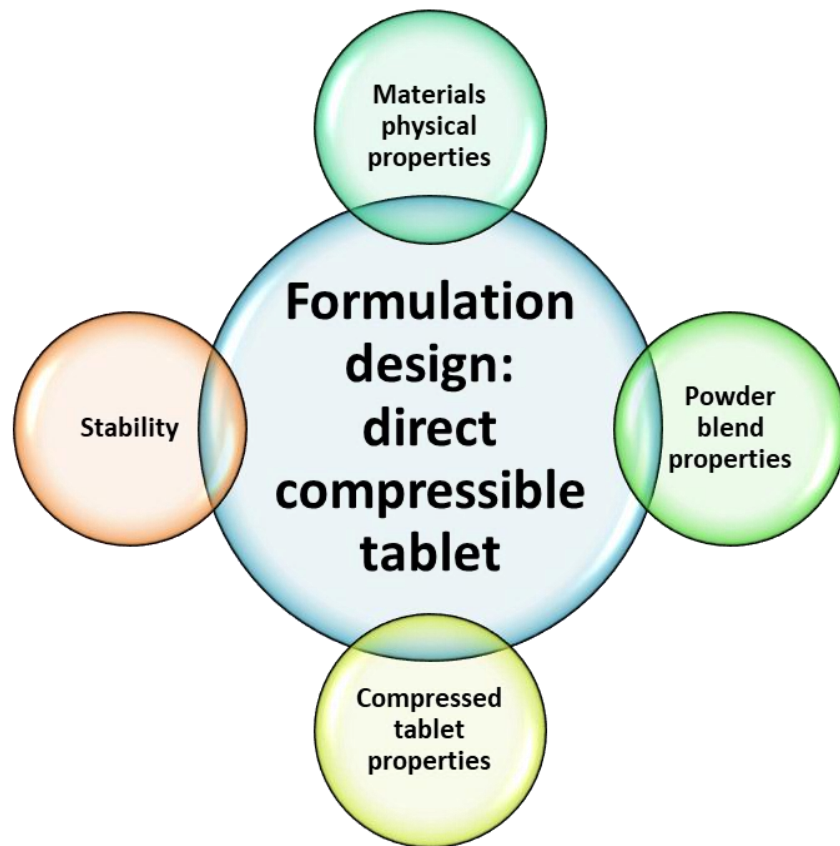 Materials
physical
properties
Formulation
design:
direct
compressible
tablet
Stability
Powder
blend
properties
Compressed
tablet
properties